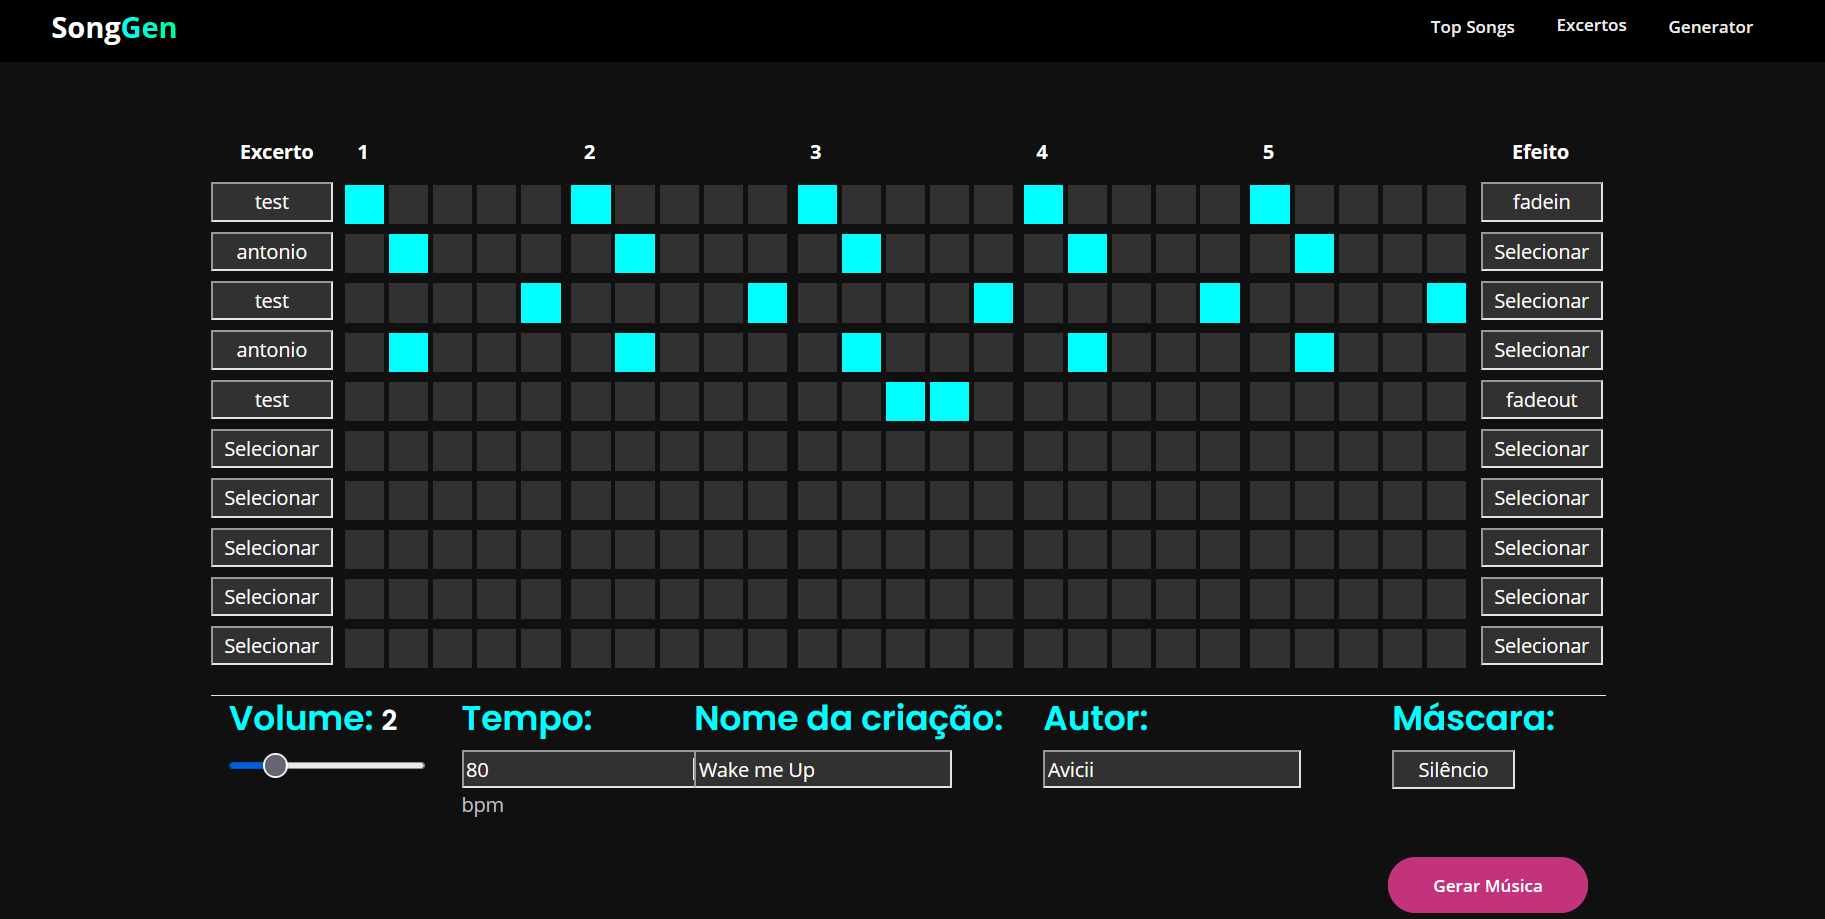 SongGen Top Songs Excertos Generator
Excerto 1 2 3 4 5 Efeito
test fadein
antonio Selecionar
test Selecionar
antonio Selecionar
test fadeout
Selecionar Selecionar
Selecionar Selecionar
Selecionar Selecionar
Selecionar Selecionar
Selecionar Selecionar
Volume: 2 Tempo: Nome da criação: Autor: Máscara:
80 Wake me Up Avicii Silêncio
bpm
Gerar Música